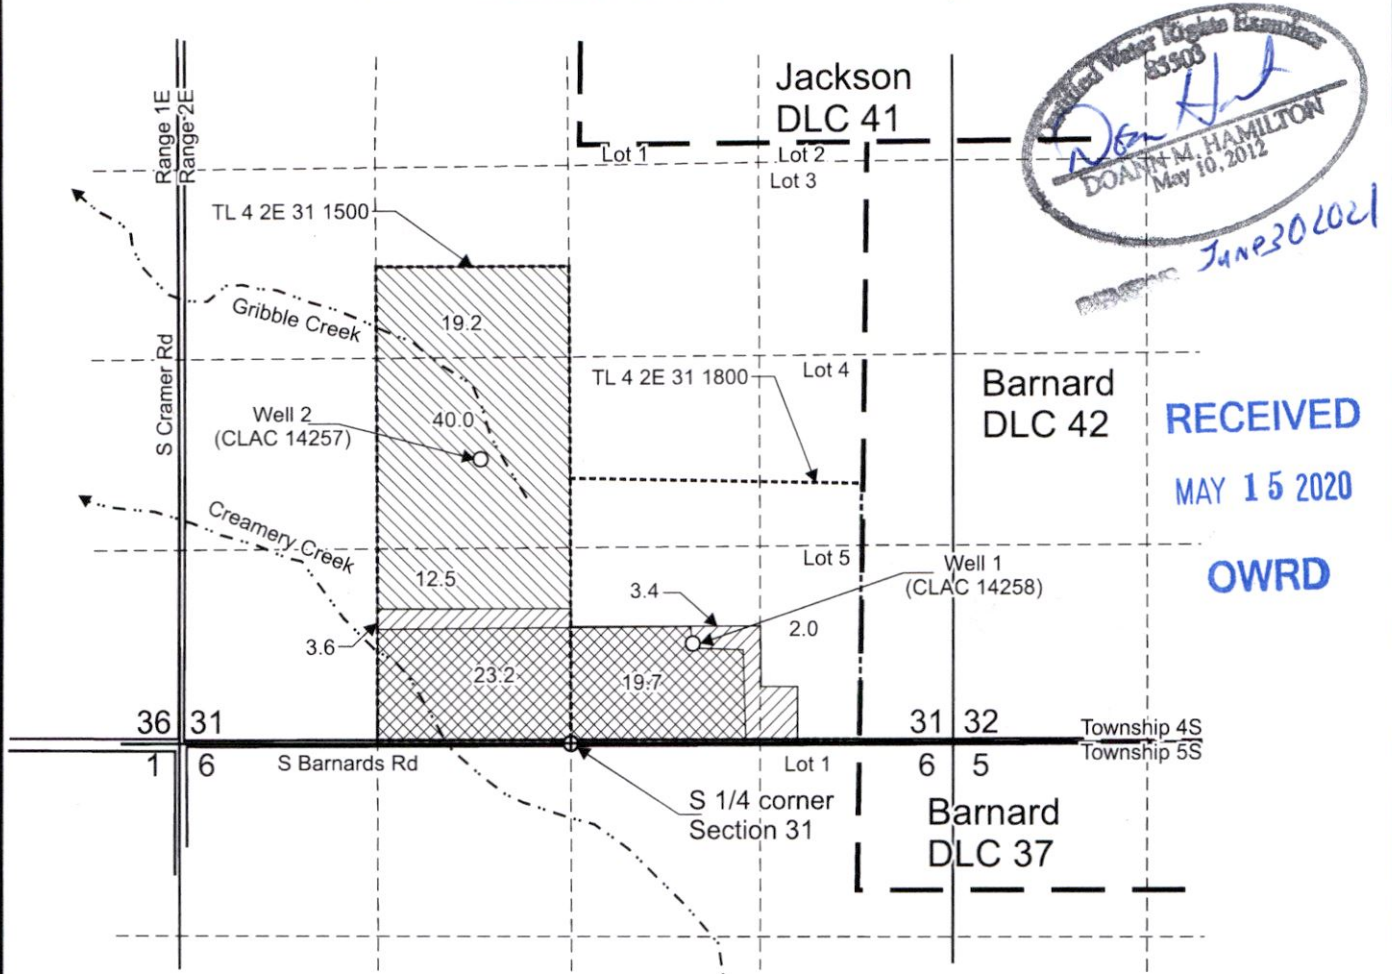 Jackson
DLC 41
Certified Water Rights Examiner
83503
DOANN M. HAMILTON
May 10, 2012
June 30 2021
Range 1E
Range 2E
Lot 1
Lot 2
Lot 3
TL 4 2E 31 1500
19.2
Gribble Creek
S Cramer Rd
TL 4 2E 31 1800
Lot 4
Barnard
DLC 42
RECEIVED
MAY 15 2020
OWRD
Well 2
(CLAC 14257)
40.0
Creamery Creek
Lot 5
Well 1
(CLAC 14258)
12.5
3.4
2.0
3.6
23.2
19.7
36 31
31 32
Township 4S
Township 5S
1 6
S Barnards Rd
Lot 1
6 5
S 1/4 corner
Section 31
Barnard
DLC 37